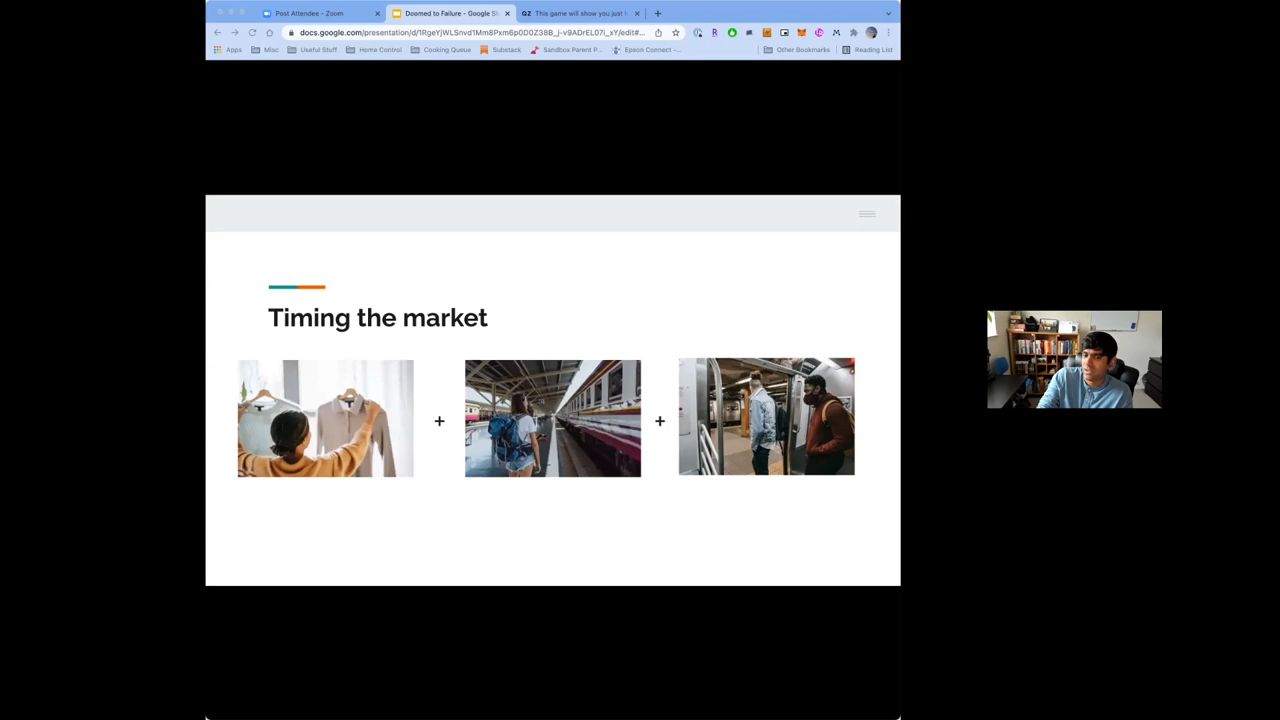 Post Attendee - Zoom
Doomed to Failure - Google Sl
GZ This game will show you just h
docs.google.com/presentation/d/1RgeYjWLSnvd1Mm8Pxm6p0D0Z38B_j-v9ADrEL07l_xY/edit#...
Apps Misc Useful Stuff Home Control Cooking Queue Substack Sandbox Parent P... Epson Connect -... Other Bookmarks Reading List
Timing the market
+ +